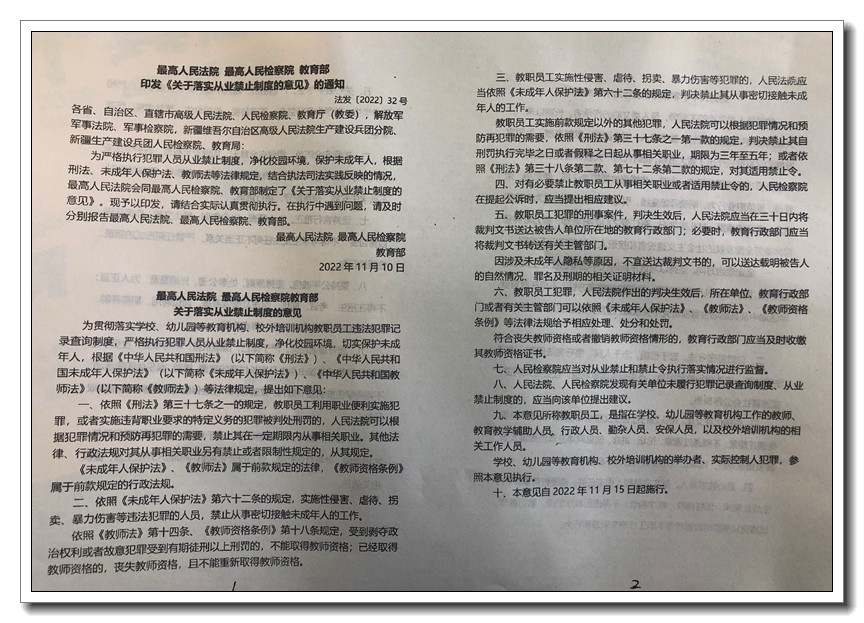 最高人民法院 最高人民检察院 教育部
印发《关于落实从业禁止制度的意见》的通知
法发〔2022〕32号
各省、自治区、直辖市高级人民法院、人民检察院、教育厅（教委），解放军
军事法院、军事检察院，新疆维吾尔自治区高级人民法院生产建设兵团分院、
新疆生产建设兵团人民检察院、教育局：
为严格执行犯罪人员从业禁止制度，净化校园环境，保护未成年人，根据
刑法、未成年人保护法、教师法等法律规定，结合执法司法实践反映的情况，
最高人民法院会同最高人民检察院、教育部制定了《关于落实从业禁止制度的
意见》。现予以印发，请结合实际认真贯彻执行。在执行中遇到问题，请及时
分别报告最高人民法院、最高人民检察院、教育部。
最高人民法院 最高人民检察院
教育部
2022年11月10日
最高人民法院 最高人民检察院教育部
关于落实从业禁止制度的意见
为贯彻落实学校、幼儿园等教育机构、校外培训机构教职员工违法犯罪记
录查询制度，严格执行犯罪人员从业禁止制度，净化校园环境，切实保护未成
年人，根据《中华人民共和国刑法》（以下简称《刑法》）、《中华人民共和
国未成年人保护法》（以下简称《未成年人保护法》）、《中华人民共和国教
师法》（以下简称《教师法》）等法律规定，提出如下意见：
一、依照《刑法》第三十七条之一的规定，教职员工利用职业便利实施犯
罪，或者实施违背职业要求的特定义务的犯罪被判处刑罚的，人民法院可以根
据犯罪情况和预防再犯罪的需要，禁止其在一定期限内从事相关职业。其他法
律、行政法规对其从事相关职业另有禁止或者限制性规定的，从其规定。
《未成年人保护法》、《教师法》属于前款规定的法律，《教师资格条例》
属于前款规定的行政法规。
二、依照《未成年人保护法》第六十二条的规定，实施性侵害、虐待、拐
卖、暴力伤害等违法犯罪的人员，禁止从事密切接触未成年人的工作。
依照《教师法》第十四条、《教师资格条例》第十八条规定，受到剥夺政
治权利或者故意犯罪受到有期徒刑以上刑罚的，不能取得教师资格；已经取得
教师资格的，丧失教师资格，且不能重新取得教师资格。
1
三、教职员工实施性侵害、虐待、拐卖、暴力伤害等犯罪的，人民法院应
当依照《未成年人保护法》第六十二条的规定，判决禁止其从事密切接触未成
年人的工作。
教职员工实施前款规定以外的其他犯罪，人民法院可以根据犯罪情况和预
防再犯罪的需要，依照《刑法》第三十七条之一第一款的规定，判决禁止其自
刑罚执行完毕之日或者假释之日起从事相关职业，期限为三年至五年；或者依
照《刑法》第三十八条第二款、第七十二条第二款的规定，对其适用禁止令。
四、对有必要禁止教职员工从事相关职业或者适用禁止令的，人民检察院
在提起公诉时，应当提出相应建议。
五、教职员工犯罪的刑事案件，判决生效后，人民法院应当在三十日内将
裁判文书送达被告人单位所在地的教育行政部门；必要时，教育行政部门应当
将裁判文书转送有关主管部门。
因涉及未成年人隐私等原因，不宜送达裁判文书的，可以送达载明被告人
的自然情况、罪名及刑期的相关证明材料。
六、教职员工犯罪，人民法院作出的判决生效后，所在单位、教育行政部
门或者有关主管部门可以依照《未成年人保护法》、《教师法》、《教师资格
条例》等法律法规给予相应处理、处分和处罚。
符合丧失教师资格或者撤销教师资格情形的，教育行政部门应当及时收缴
其教师资格证书。
七、人民检察院应当对从业禁止和禁止令执行落实情况进行监督。
八、人民法院、人民检察院发现有关单位未履行犯罪记录查询制度、从业
禁止制度的，应当向该单位提出建议。
九、本意见所称教职员工，是指在学校、幼儿园等教育机构工作的教师、
教育教学辅助人员、行政人员、勤杂人员、安保人员，以及校外培训机构的相
关工作人员。
学校、幼儿园等教育机构、校外培训机构的举办者、实际控制人犯罪，参
照本意见执行。
十、本意见自2022年11月15日起施行。
2